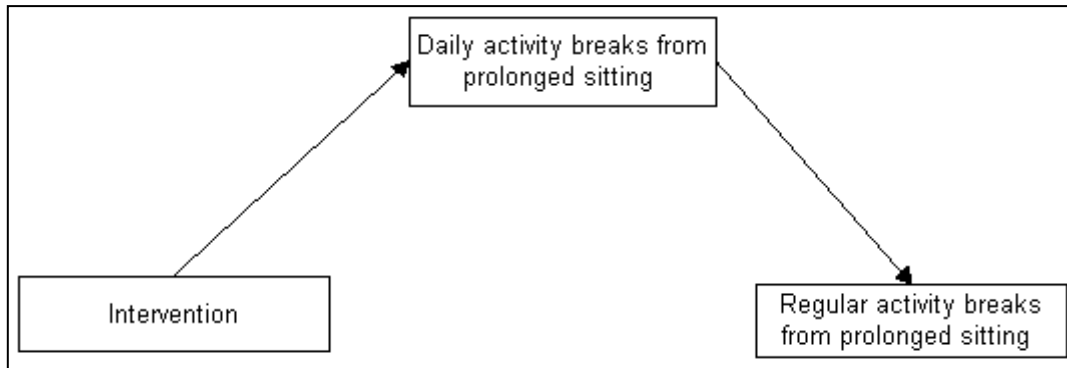 Daily activity breaks from
prolonged sitting
Intervention
Regular activity breaks
from prolonged sitting